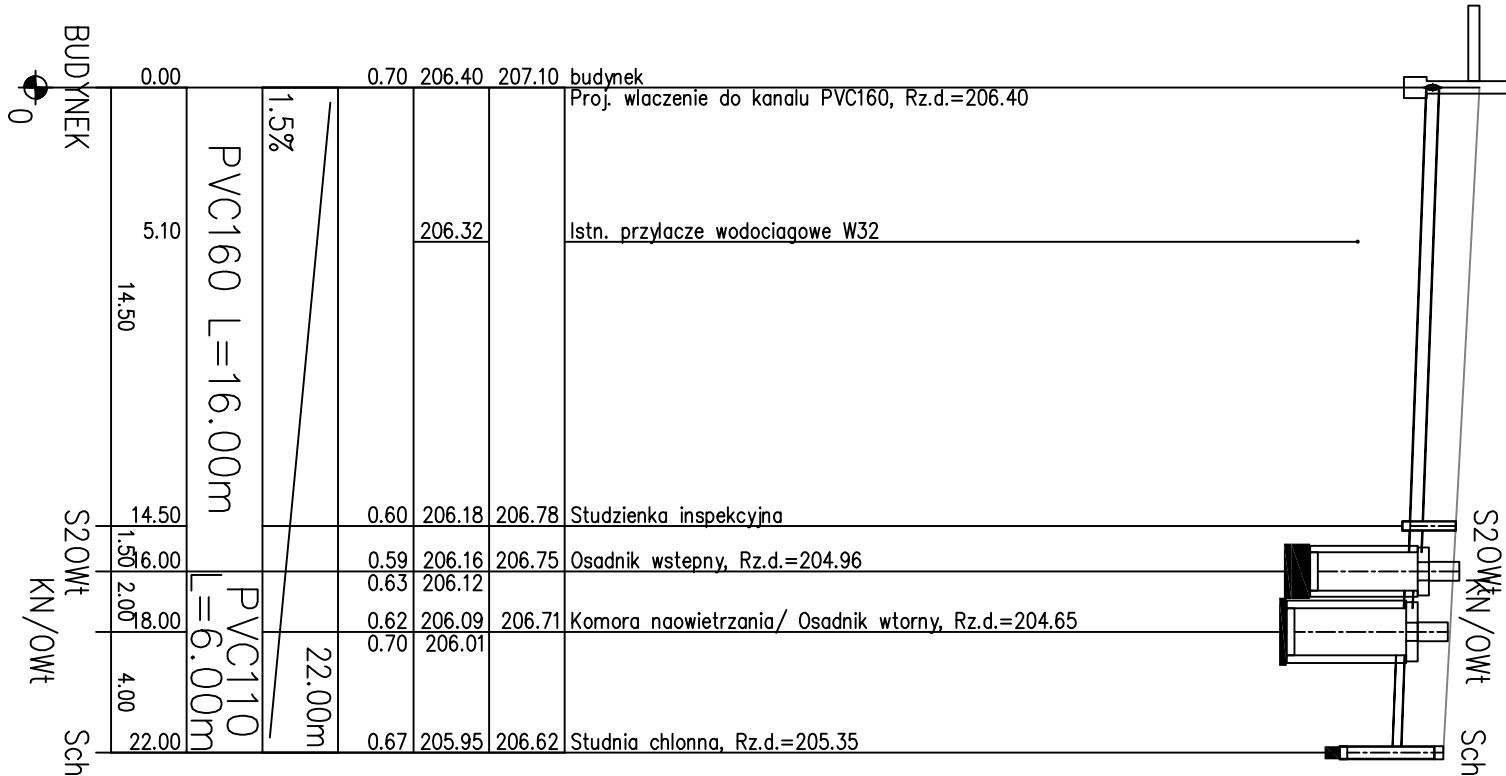 BUDYNEK
0
0.00
0.70 206.40 207.10 budynek
Proj. wlaczenie do kanalu PVC160, Rz.d.=206.40
1.5%
PVC160 L=16.00m
5.10
206.32
Istn. przylacze wodociagowe W32
14.50
14.50
0.60 206.18 206.78 Studzienka inspekcyjna
1.50
16.00
0.59 206.16 206.75 Osadnik wstepny, Rz.d.=204.96
0.63 206.12
2.00
18.00
0.62 206.09 206.71 Komora naowietrzania/ Osadnik wtorny, Rz.d.=204.65
0.70 206.01
PVC110
L=6.00m
22.00m
4.00
22.00
0.67 205.95 206.62 Studnia chlonna, Rz.d.=205.35
S2OWt
KN/OWt
Sch
S2OWt
KN/OWt
Sch